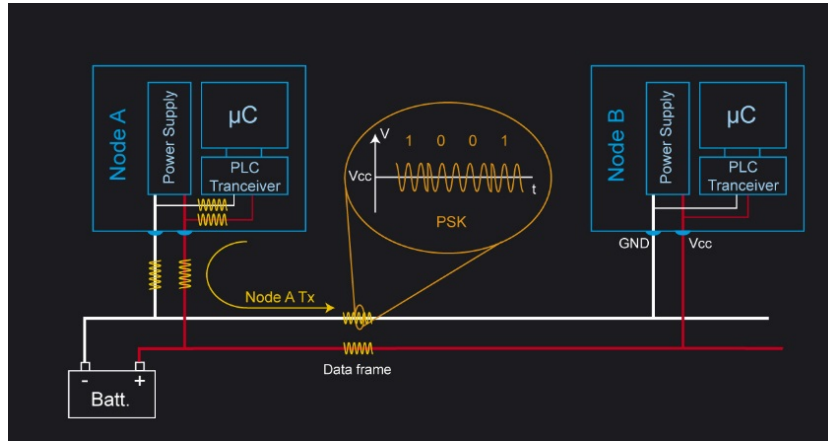 Node A
Power Supply
µC
PLC
Tranceiver
V
1 0 0 1
Vcc
t
PSK
Node B
Power Supply
µC
PLC
Tranceiver
GND
Vcc
Node A Tx
Data frame
- +
Batt.